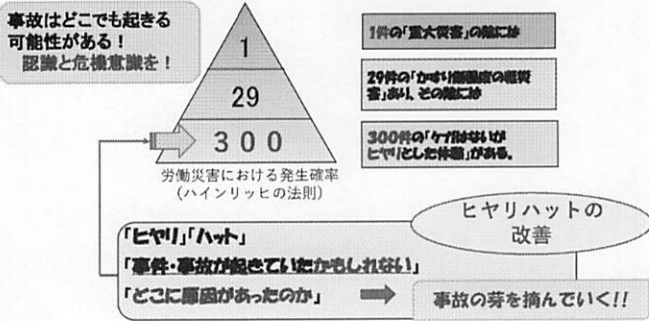 事故はどこでも起きる
可能性がある！
認識と危機意識を！
1
29
300
労働災害における発生確率
（ハインリッヒの法則）
1件の「重大災害」の陰には
29件の「かすり傷程度の軽災
害」あり、その陰には
300件の「ケガはないが
ヒヤリとした体験」がある。
ヒヤリハットの
改善
「ヒヤリ」「ハット」
「事件・事故が起きていたかもしれない」
「どこに原因があったのか」
事故の芽を摘んでいく!!